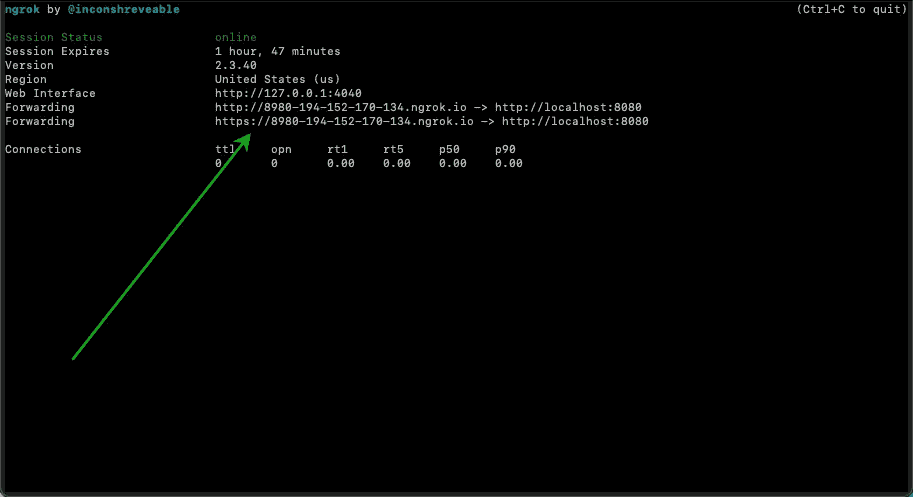 ngrok by @inconshreveable (Ctrl+C to quit)
Session Status online
Session Expires 1 hour, 47 minutes
Version 2.3.40
Region United States (us)
Web Interface http://127.0.0.1:4040
Forwarding http://8980-194-152-170-134.ngrok.io -> http://localhost:8080
Forwarding https://8980-194-152-170-134.ngrok.io -> http://localhost:8080
Connections ttl opn rt1 rt5 p50 p90
0 0 0.00 0.00 0.00 0.00